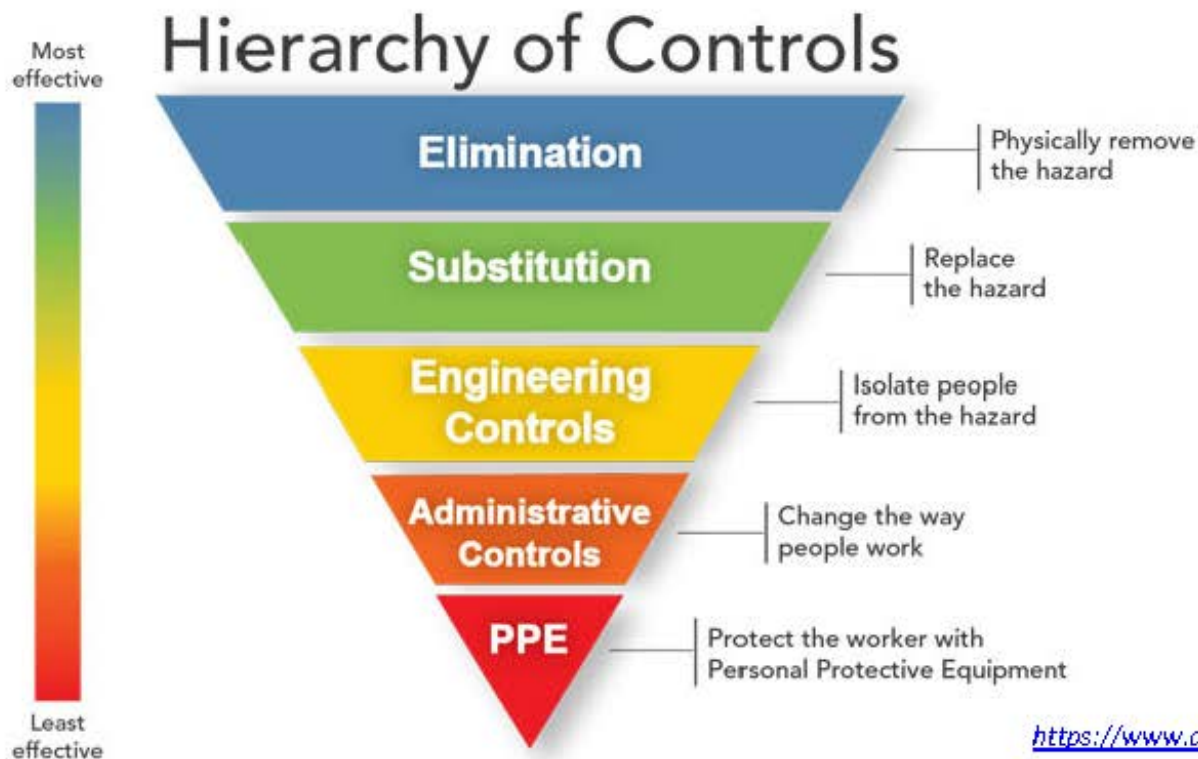 Hierarchy of Controls
Most
effective
Elimination
Physically remove
the hazard
Substitution
Replace
the hazard
Engineering
Controls
Isolate people
from the hazard
Administrative
Controls
Change the way
people work
PPE
Protect the worker with
Personal Protective Equipment
Least
effective